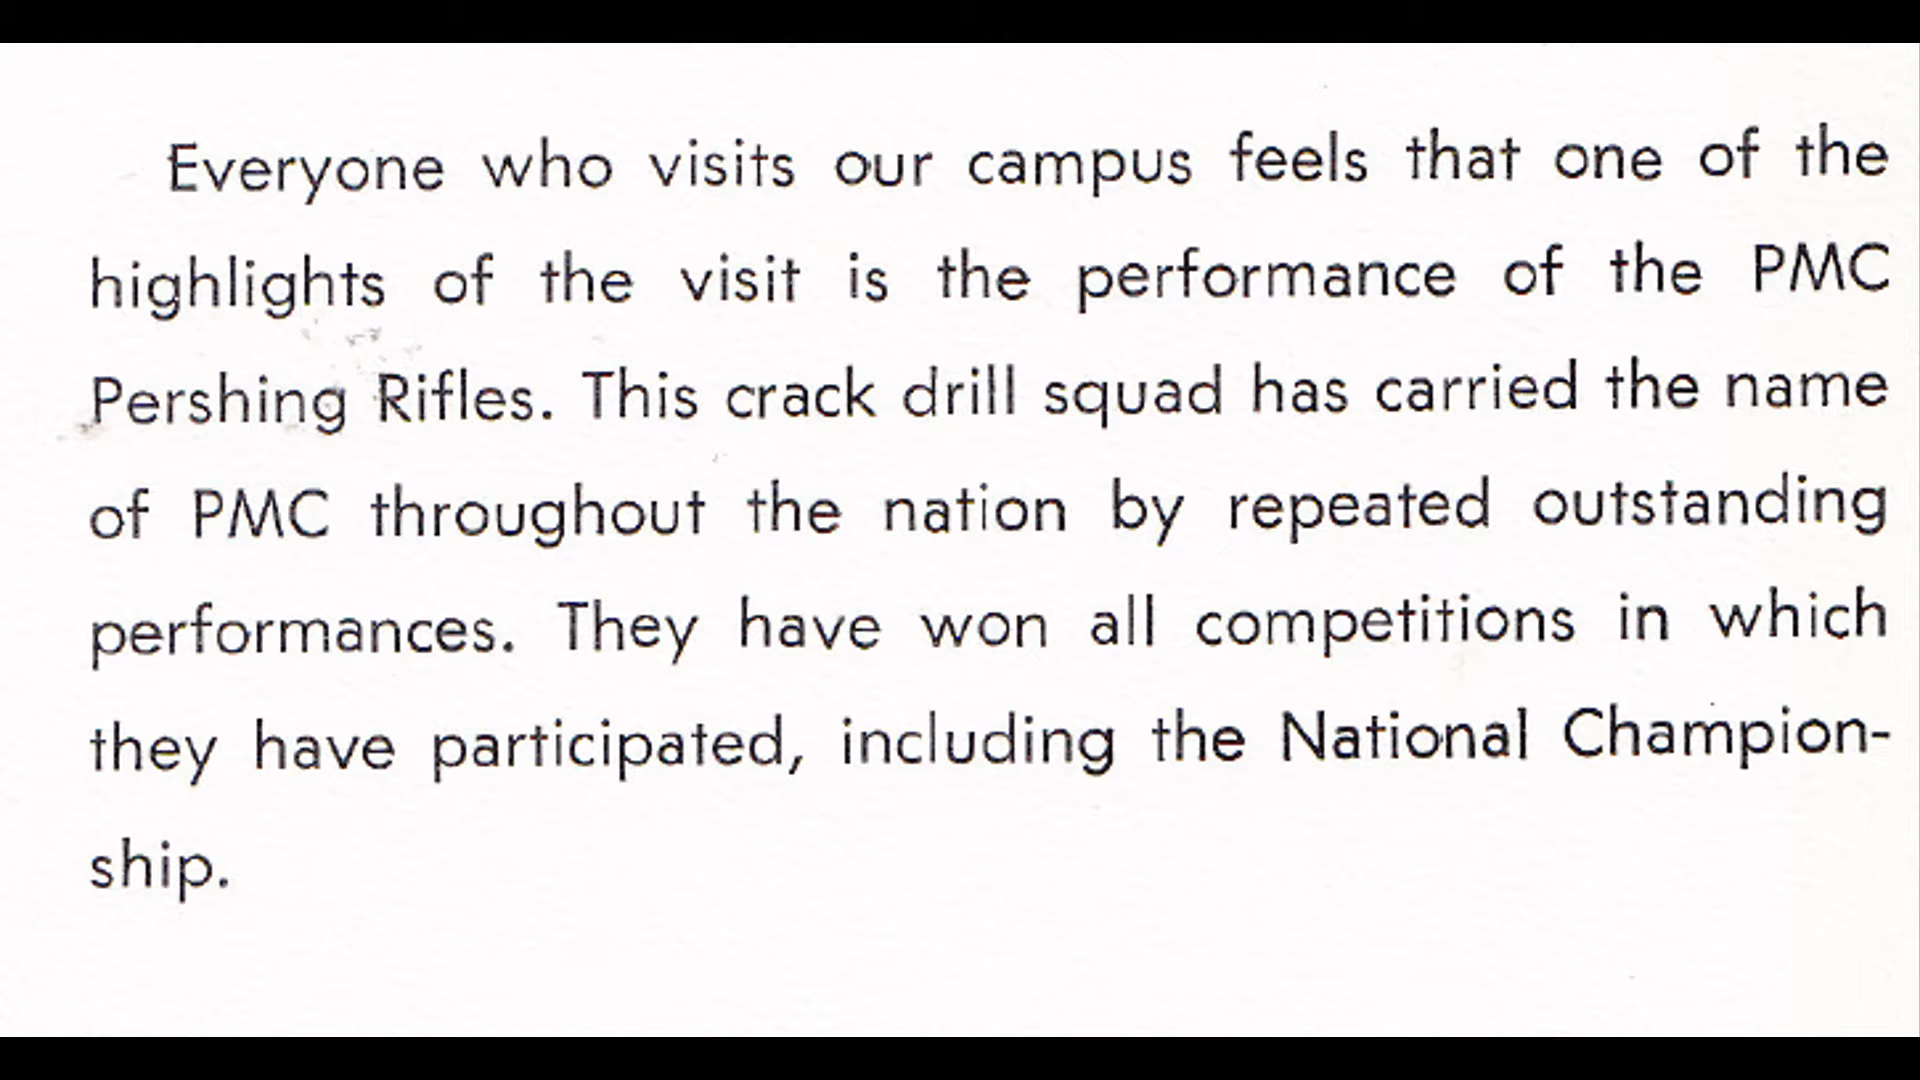 Everyone who visits our campus feels that one of the
highlights of the visit is the performance of the PMC
Pershing Rifles. This crack drill squad has carried the name
of PMC throughout the nation by repeated outstanding
performances. They have won all competitions in which
they have participated, including the National Champion-
ship.